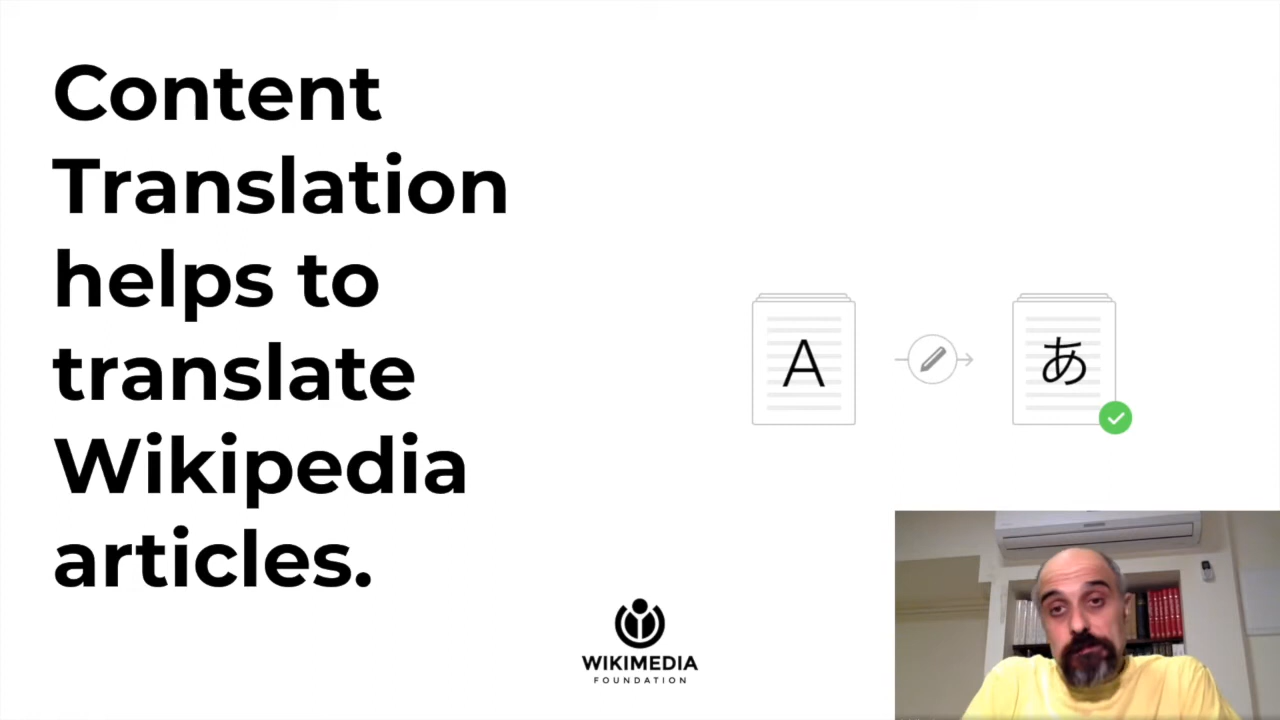 Content
Translation
helps to
translate
Wikipedia
articles.
A
あ
WIKIMEDIA
FOUNDATION